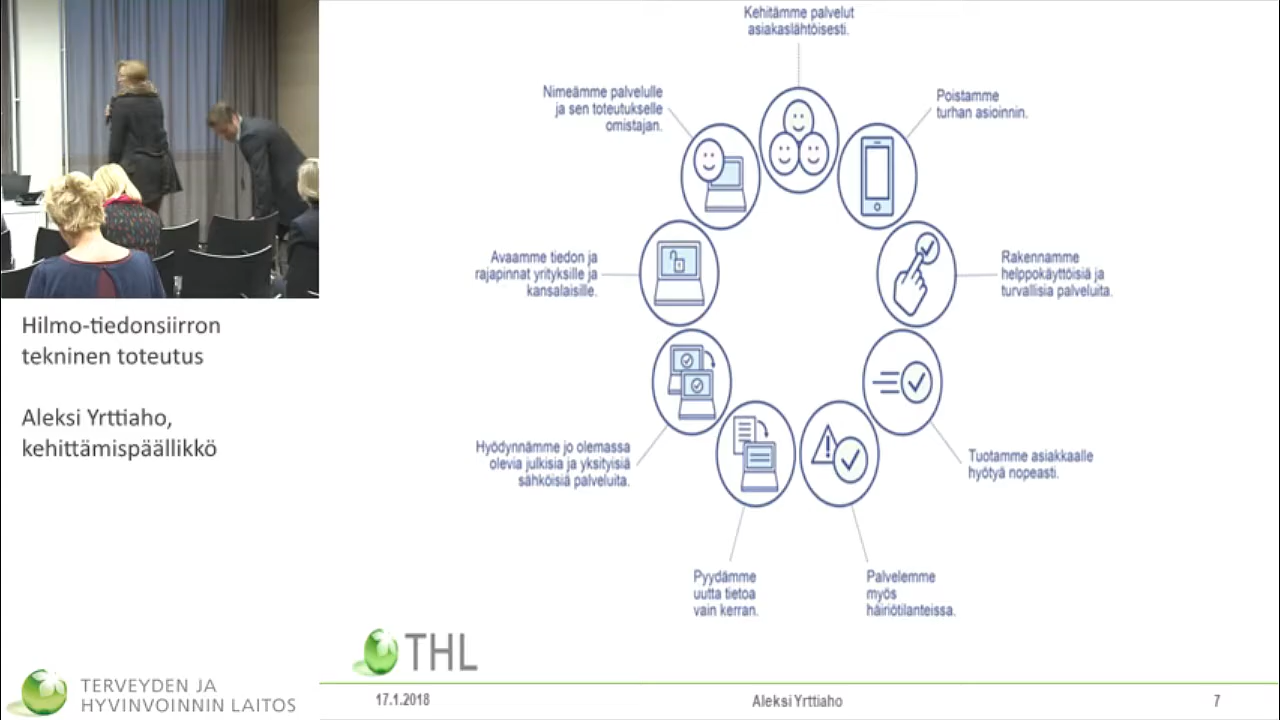 Kehitämme palvelut
asiakaslähtöisesti.
Nimeämme palvelulle
ja sen toteutukselle
omistajan.
Poistamme
turhan asioinnin.
Avaamme tiedon ja
rajapinnat yrityksille ja
kansalaisille.
Rakennamme
helppokäyttöisiä ja
turvallisia palveluita.
Hyödynnämme jo olemassa
olevia julkisia ja yksityisiä
sähköisiä palveluita.
Tuotamme asiakkaalle
hyötyä nopeasti.
Pyydämme
uutta tietoa
vain kerran.
Palvelemme
myös
häiriötilanteissa.
Hilmo-tiedonsiirron
tekninen toteutus
Aleksi Yrttiaho,
kehittämispäällikkö
THL
TERVEYDEN JA
HYVINVOINNIN LAITOS
17.1.2018
Aleksi Yrttiaho
7